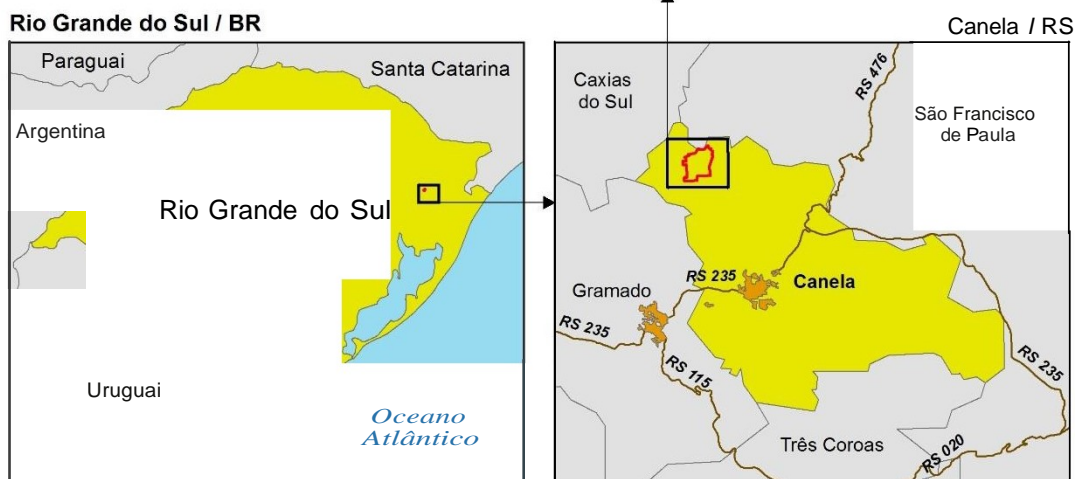 Rio Grande do Sul / BR
Paraguai
Santa Catarina
Argentina
Rio Grande do Sul
Uruguai
Oceano
Atlântico
Canela / RS
Caxias
do Sul
RS 476
São Francisco
de Paula
RS 235
Canela
Gramado
RS 235
RS 115
RS 235
Três Coroas
RS 020